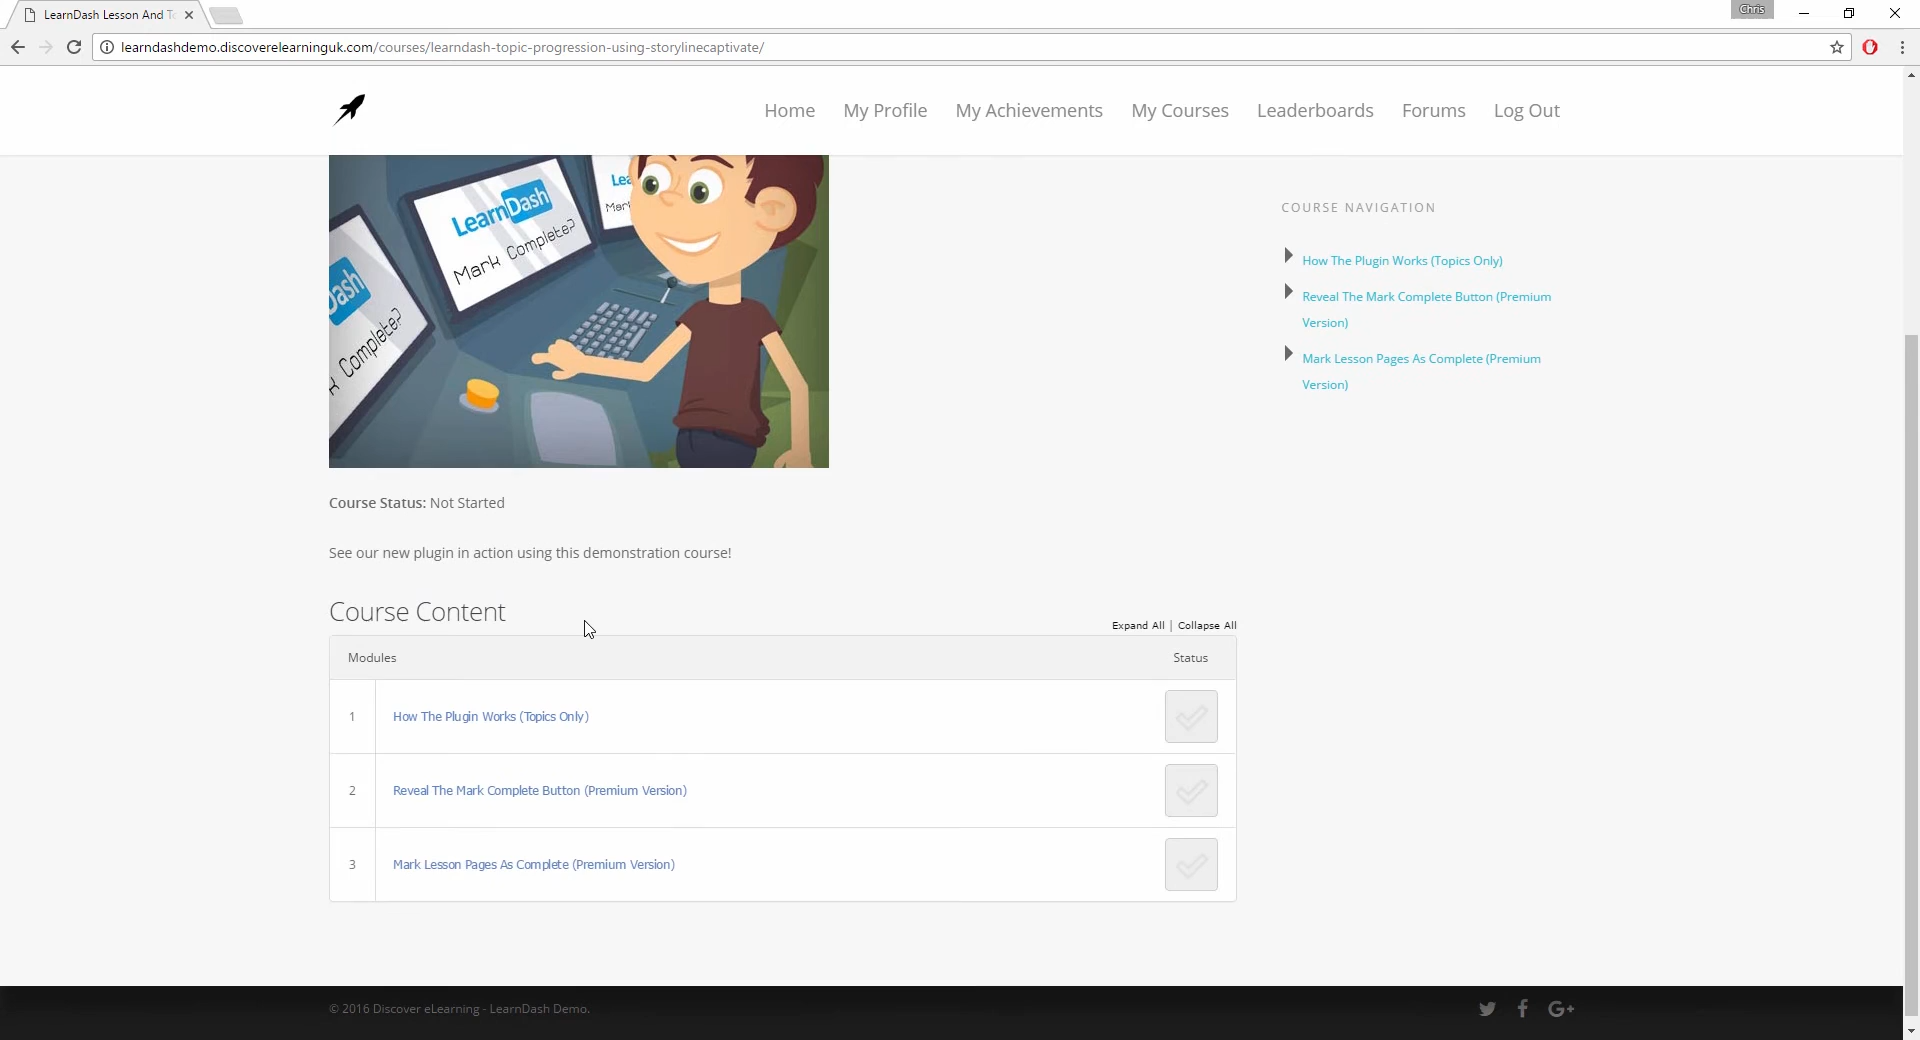 LearnDash Lesson And To
Chris
learndashdemo.discoverelearninguk.com/courses/learndash-topic-progression-using-storylinecaptivate/
Home My Profile My Achievements My Courses Leaderboards Forums Log Out
LearnDash
Mark Complete?
Lea
Mar
Dash
k Complete?
COURSE NAVIGATION
How The Plugin Works (Topics Only)
Reveal The Mark Complete Button (Premium
Version)
Mark Lesson Pages As Complete (Premium
Version)
Course Status: Not Started
See our new plugin in action using this demonstration course!
Course Content
Expand All | Collapse All
Modules Status
1 How The Plugin Works (Topics Only)
2 Reveal The Mark Complete Button (Premium Version)
3 Mark Lesson Pages As Complete (Premium Version)
© 2016 Discover eLearning - LearnDash Demo.
G+